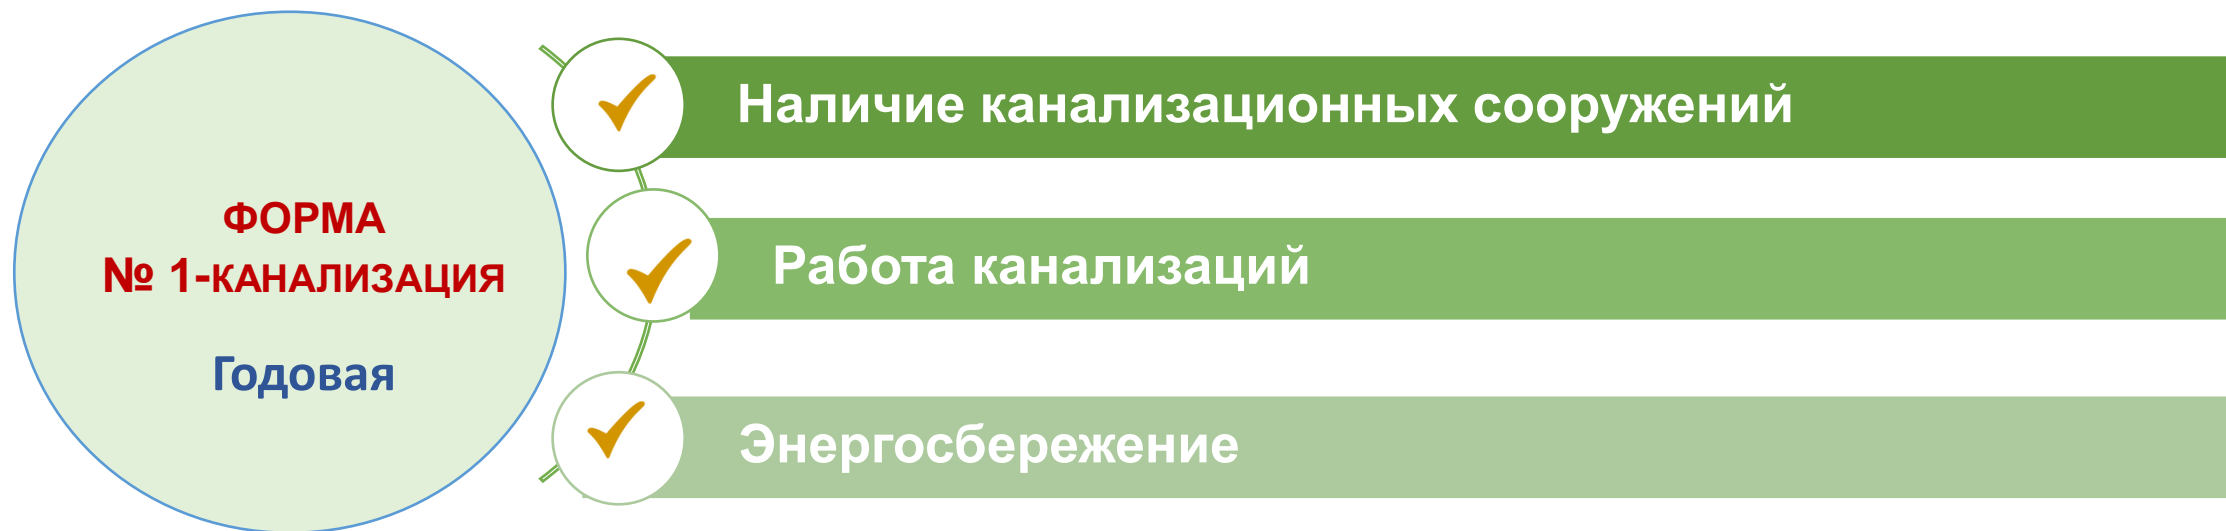 ФОРМА
№ 1-КАНАЛИЗАЦИЯ
Годовая
Наличие канализационных сооружений
Работа канализаций
Энергосбережение